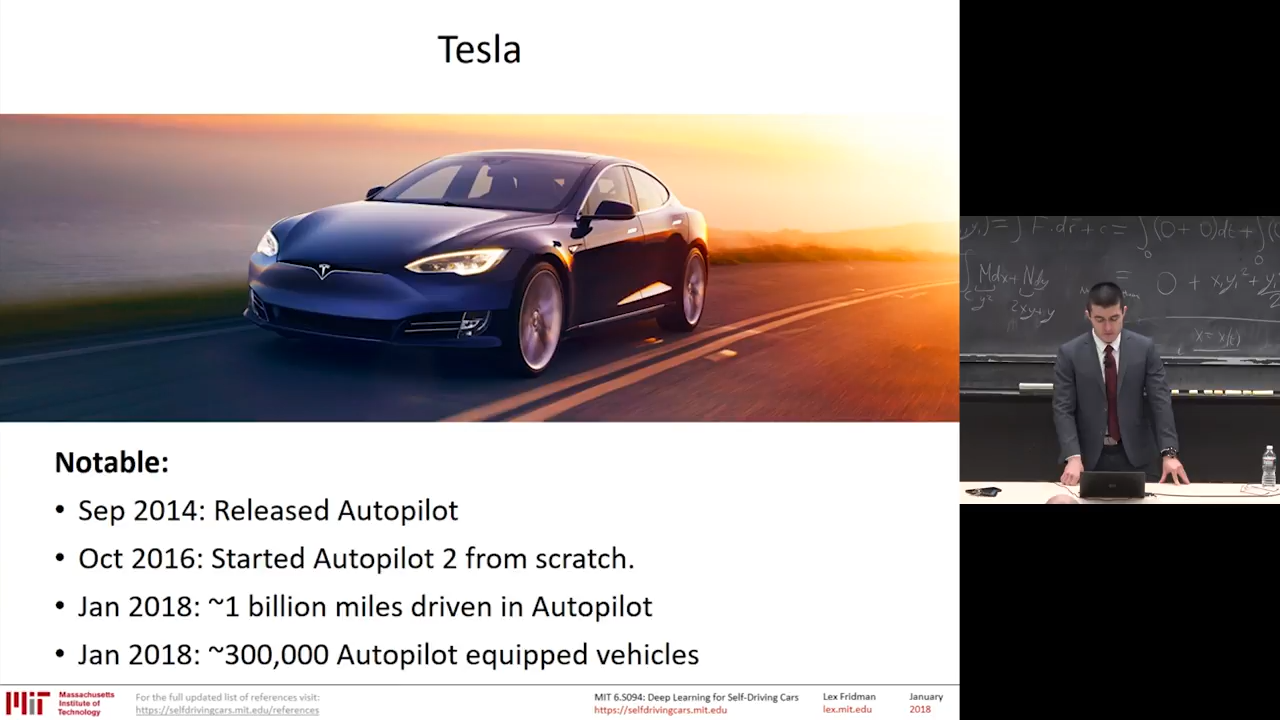 Tesla
Notable:
• Sep 2014: Released Autopilot
• Oct 2016: Started Autopilot 2 from scratch.
• Jan 2018: ~1 billion miles driven in Autopilot
• Jan 2018: ~300,000 Autopilot equipped vehicles
MIT
Massachusetts
Institute of
Technology
For the full updated list of references visit:
https://selfdrivingcars.mit.edu/references
MIT 6.S094: Deep Learning for Self-Driving Cars
https://selfdrivingcars.mit.edu
Lex Fridman
lex.mit.edu
January
2018